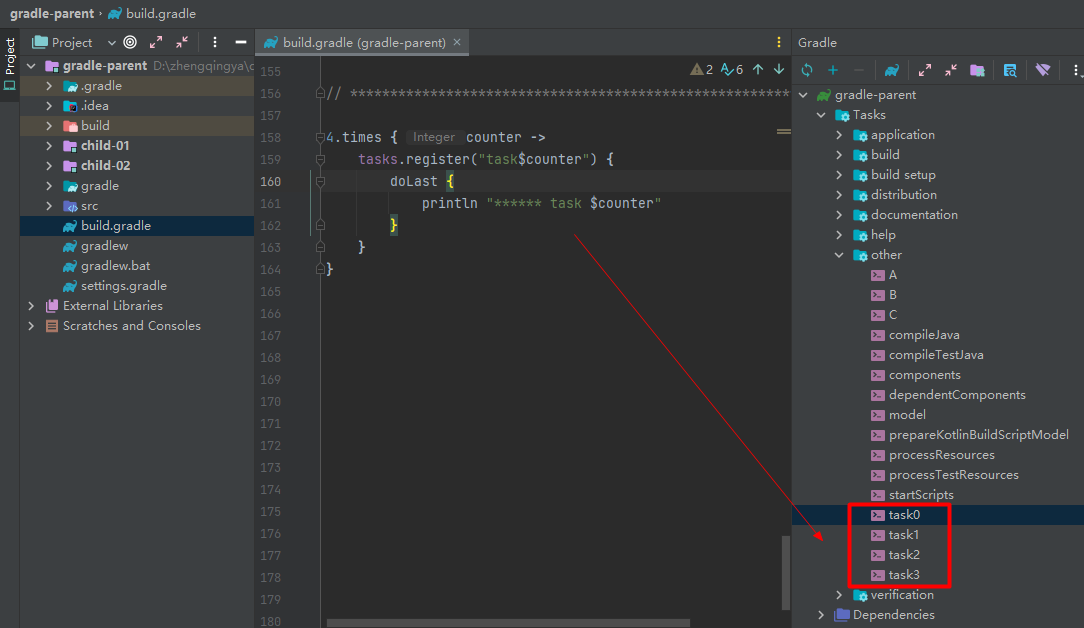 gradle-parent › build.gradle
Project
Project
build.gradle (gradle-parent) ×
Gradle
gradle-parent D:\zhengqingya\c
.gradle
.idea
build
child-01
child-02
gradle
src
build.gradle
gradlew
gradlew.bat
settings.gradle
External Libraries
Scratches and Consoles
2 6
155
156 // ******************************************************
157
158 4.times { Integer counter ->
159 tasks.register("task$counter") {
160 doLast {
161 println "****** task $counter"
162 }
163 }
164 }
165
166
167
168
169
170
171
172
173
174
175
176
177
178
179
180
gradle-parent
Tasks
application
build
build setup
distribution
documentation
help
other
A
B
C
compileJava
compileTestJava
components
dependentComponents
model
prepareKotlinBuildScriptModel
processResources
processTestResources
startScripts
task0
task1
task2
task3
verification
Dependencies